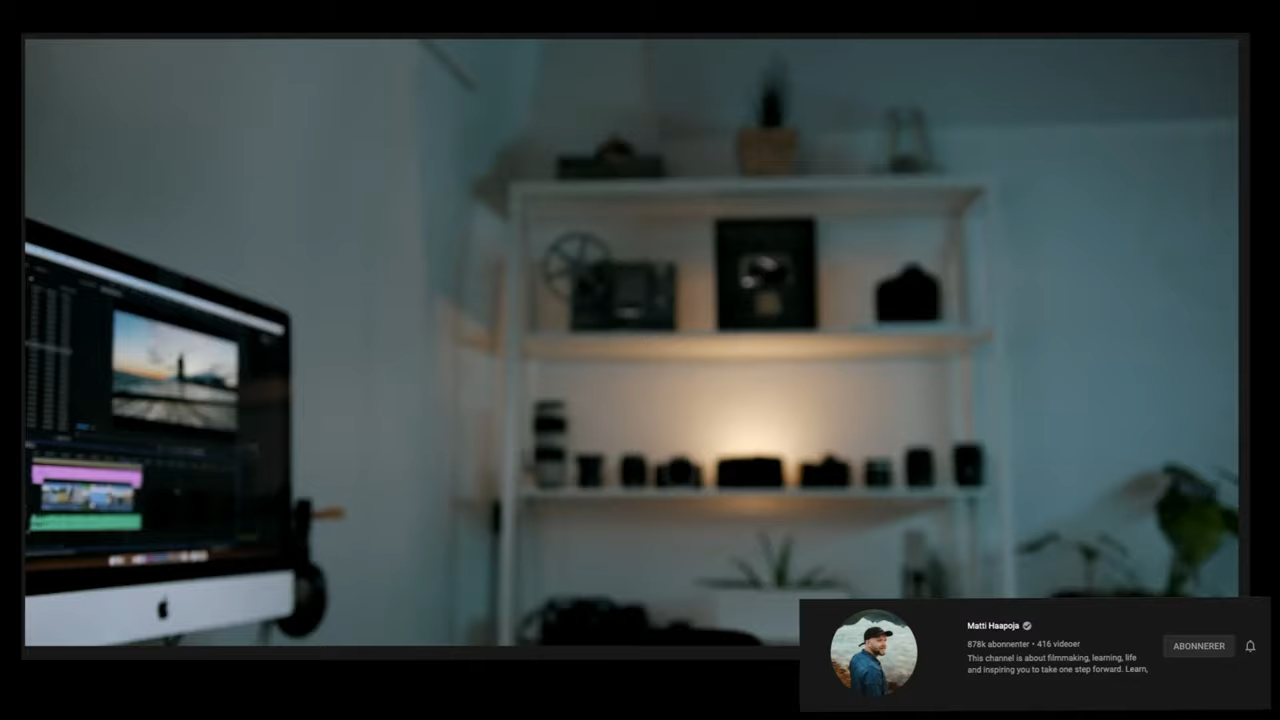 Matti Haapoja
878k abonnenter • 416 videoer
This channel is about filmmaking, learning, life
and inspiring you to take one step forward. Learn,
ABONNERER